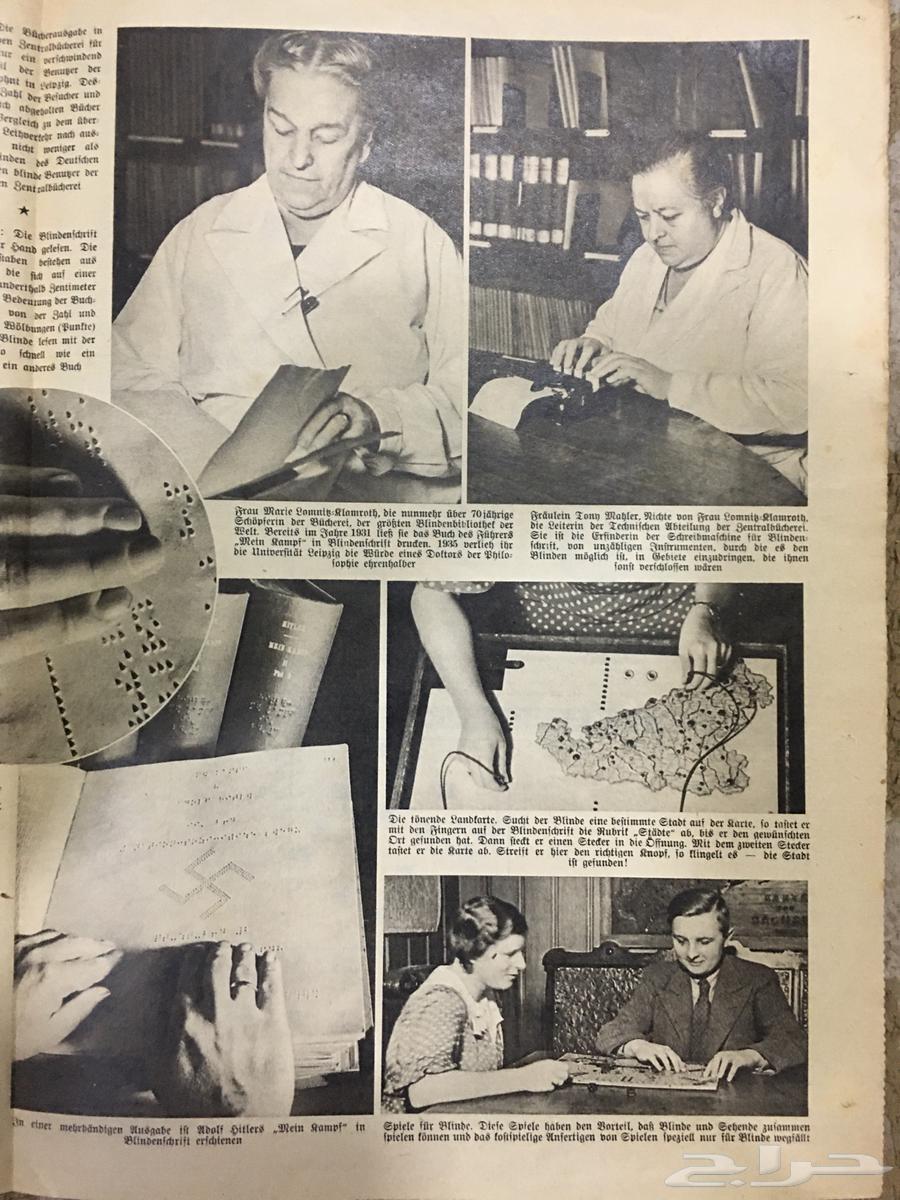 Die Bücherausgabe in
Zentralbücherei für
ein verschwindend
der Benutzer der
in Leipzig. Des-
Zahl der Besucher und
abgeholten Bücher
Vergleich zu dem über-
Leihverkehr nach aus-
nicht weniger als
des Deutschen
blinde Benutzer der
Zentralbücherei
★
: Die Blindenschrift
Hand gelesen. Die
bestehen aus
die sich auf einer
Zentimeter
Bedeutung der Buch-
von der Zahl und
Wölbungen (Punkte)
Blinde lesen mit der
schnell wie ein
ein anderes Buch
Frau Marie Lomnitz-Klamroth, die nunmehr über 70jährige
Schöpferin der Bücherei, der größten Blindenbibliothek der
Welt. Bereits im Jahre 1931 ließ sie das Buch des Führers
„Mein Kampf“ in Blindenschrift drucken. 1935 verlieh ihr
die Universität Leipzig die Würde eines Doktors der Philo-
sophie ehrenhalber
Fräulein Tony Mahler, Nichte von Frau Lomnitz-Klamroth,
die Leiterin der Technischen Abteilung der Zentralbücherei.
Sie ist die Erfinderin der Schreibmaschine für Blinden-
schrift, von unzähligen Instrumenten, durch die es den
Blinden möglich ist, in Gebiete einzudringen, die ihnen
sonst verschlossen wären
HITLER
MEIN KAMPF
II
Die tönende Landkarte. Sucht der Blinde eine bestimmte Stadt auf der Karte, so tastet er
mit den Fingern auf der Blindenschrift die Rubrik „Städte“ ab, bis er den gewünschten
Ort gefunden hat. Dann steckt er einen Stecker in die Öffnung. Mit dem zweiten Stecker
tastet er die Karte ab. Streift er hier den richtigen Knopf, so klingelt es — die Stadt
ist gefunden!
In einer mehrbändigen Ausgabe ist Adolf Hitlers „Mein Kampf“ in
Blindenschrift erschienen
Spiele für Blinde. Diese Spiele haben den Vorteil, daß Blinde und Sehende zusammen
spielen können und das kostspielige Anfertigen von Spielen speziell nur für Blinde wegfällt
حراج